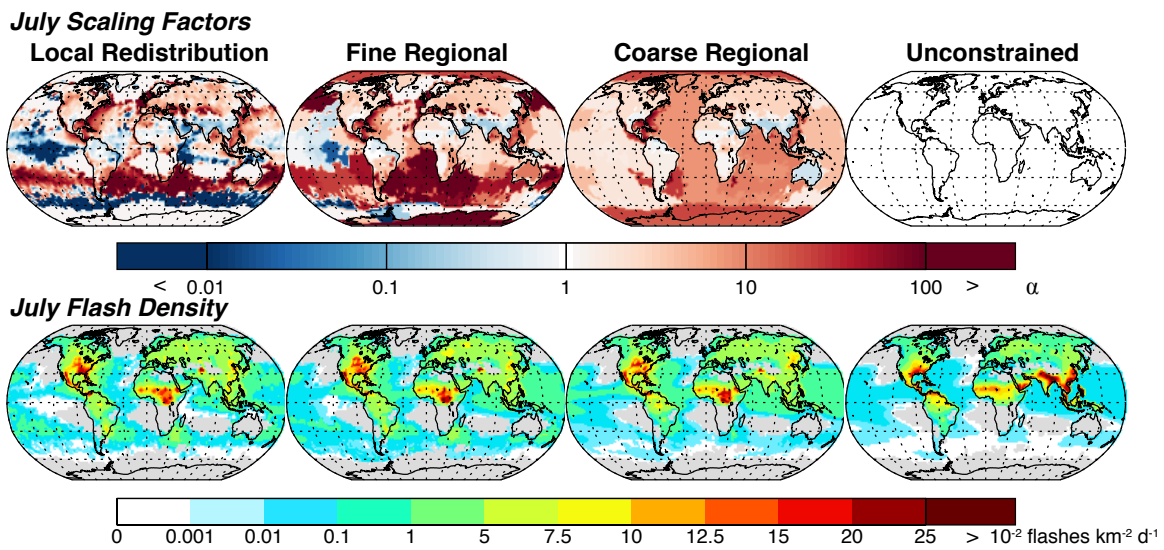 July Scaling Factors
Local Redistribution Fine Regional Coarse Regional Unconstrained
< 0.01 0.1 1 10 100 > α
July Flash Density
0 0.001 0.01 0.1 1 5 7.5 10 12.5 15 20 25 > 10⁻² flashes km⁻² d⁻¹